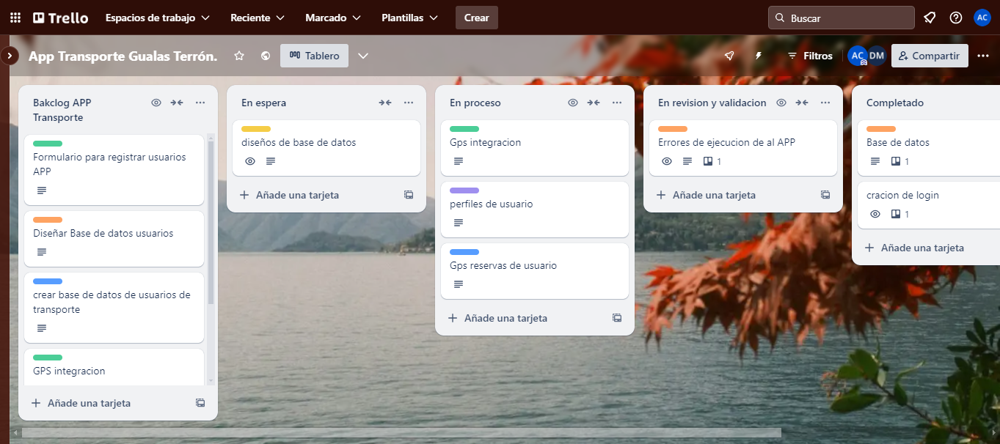 Trello Espacios de trabajo Reciente Marcado Plantillas Crear Buscar AC
App Transporte Gualas Terrón. Tablero Filtros AC DM Compartir
Bakclog APP
Transporte
Formulario para registrar usuarios
APP
Diseñar Base de datos usuarios
crear base de datos de usuarios de
transporte
GPS integracion
Añade una tarjeta
En espera
diseños de base de datos
Añade una tarjeta
En proceso
Gps integracion
perfiles de usuario
Gps reservas de usuario
Añade una tarjeta
En revision y validacion
Errores de ejecucion de al APP
1
Añade una tarjeta
Completado
Base de datos
1
cracion de login
1
Añade una tarjeta